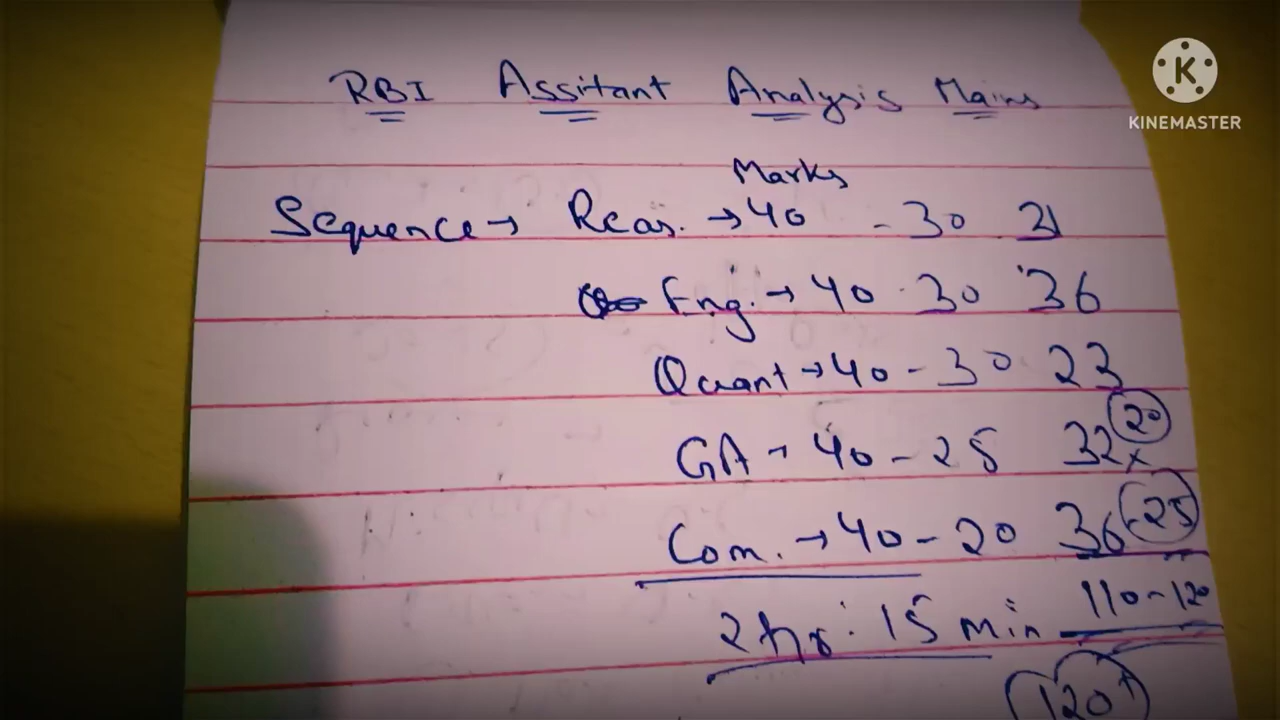 RBI Assitant Analysis Mains
K
KINEMASTER
Marks
Sequence → Reas. → 40 - 30 21
Eng. → 40 30 36
Quant → 40 - 30 23
GA → 40 - 25 32 20
Com. → 40 - 20 36 25
2 hr. 15 min 110 - 120
120+